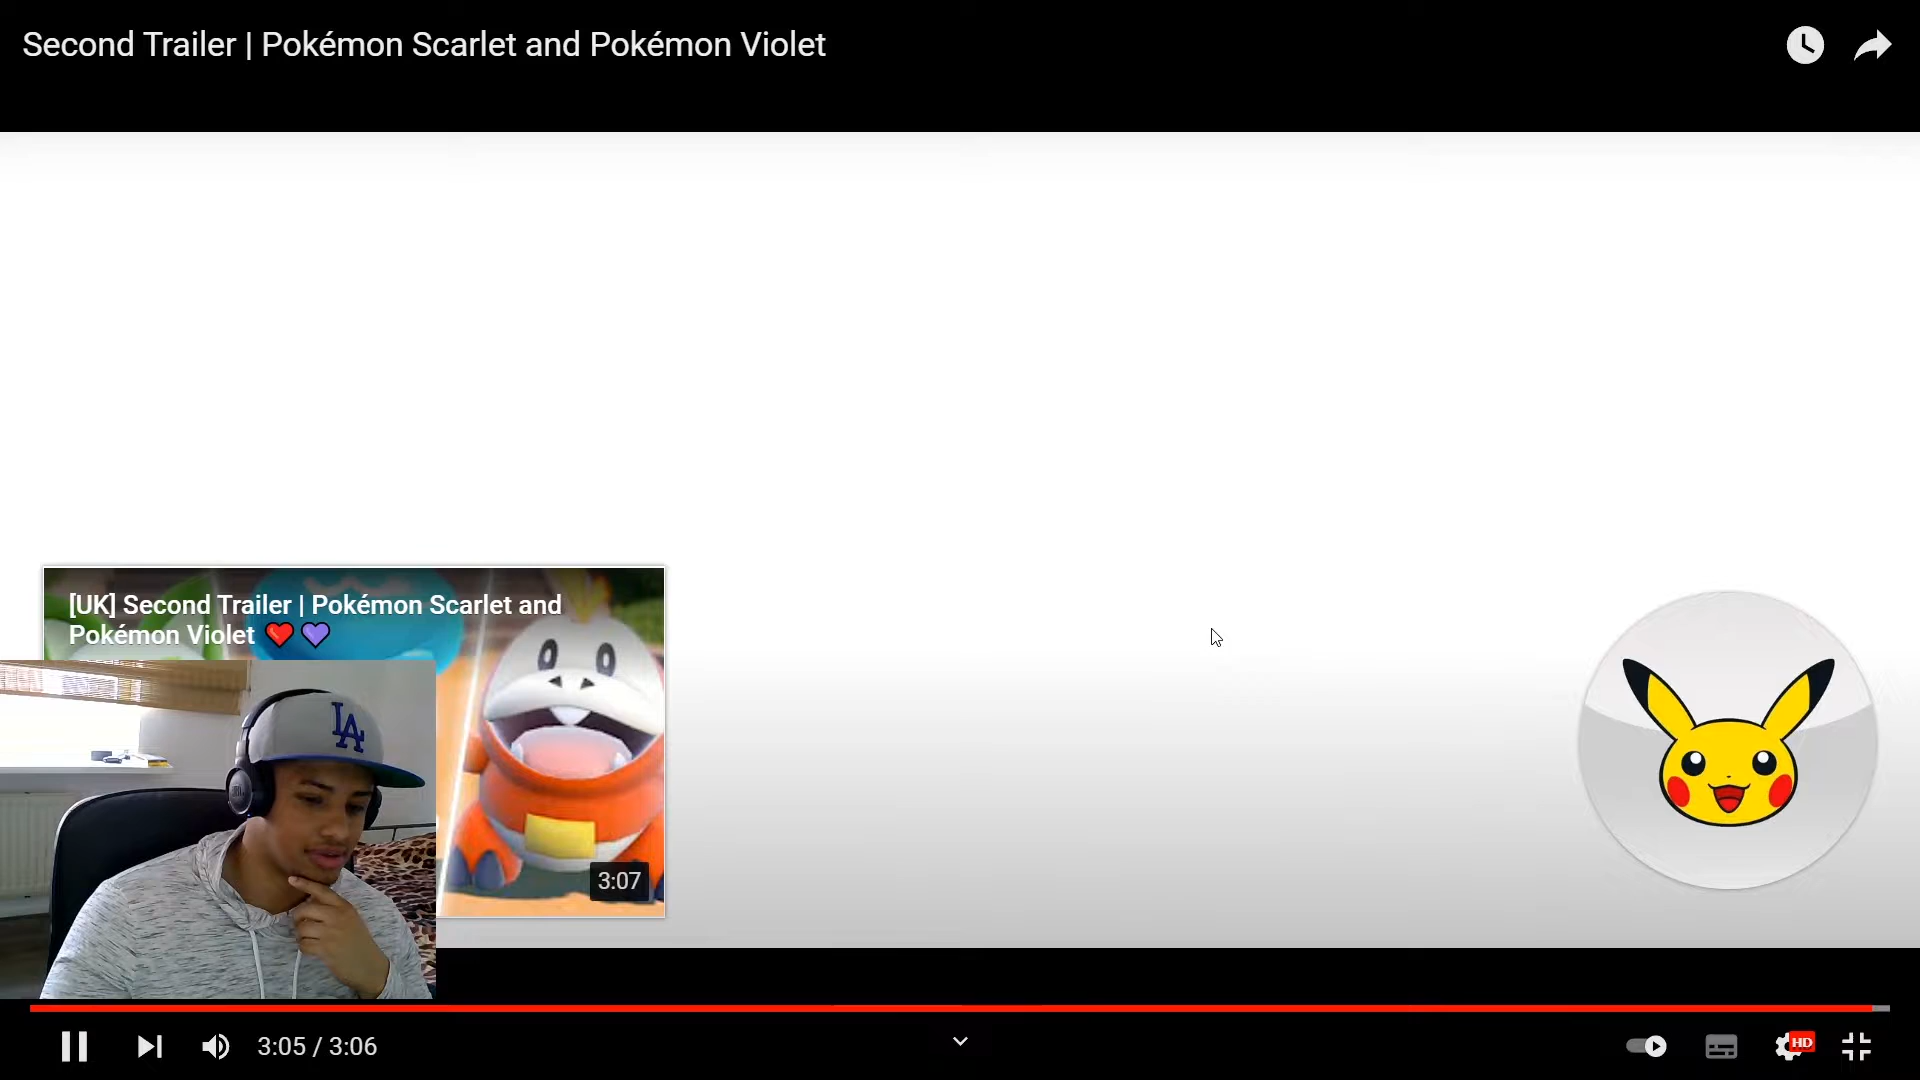 Second Trailer | Pokémon Scarlet and Pokémon Violet
[UK] Second Trailer | Pokémon Scarlet and
Pokémon Violet ❤️💜
LA
JBL
3:07
3:05 / 3:06
HD